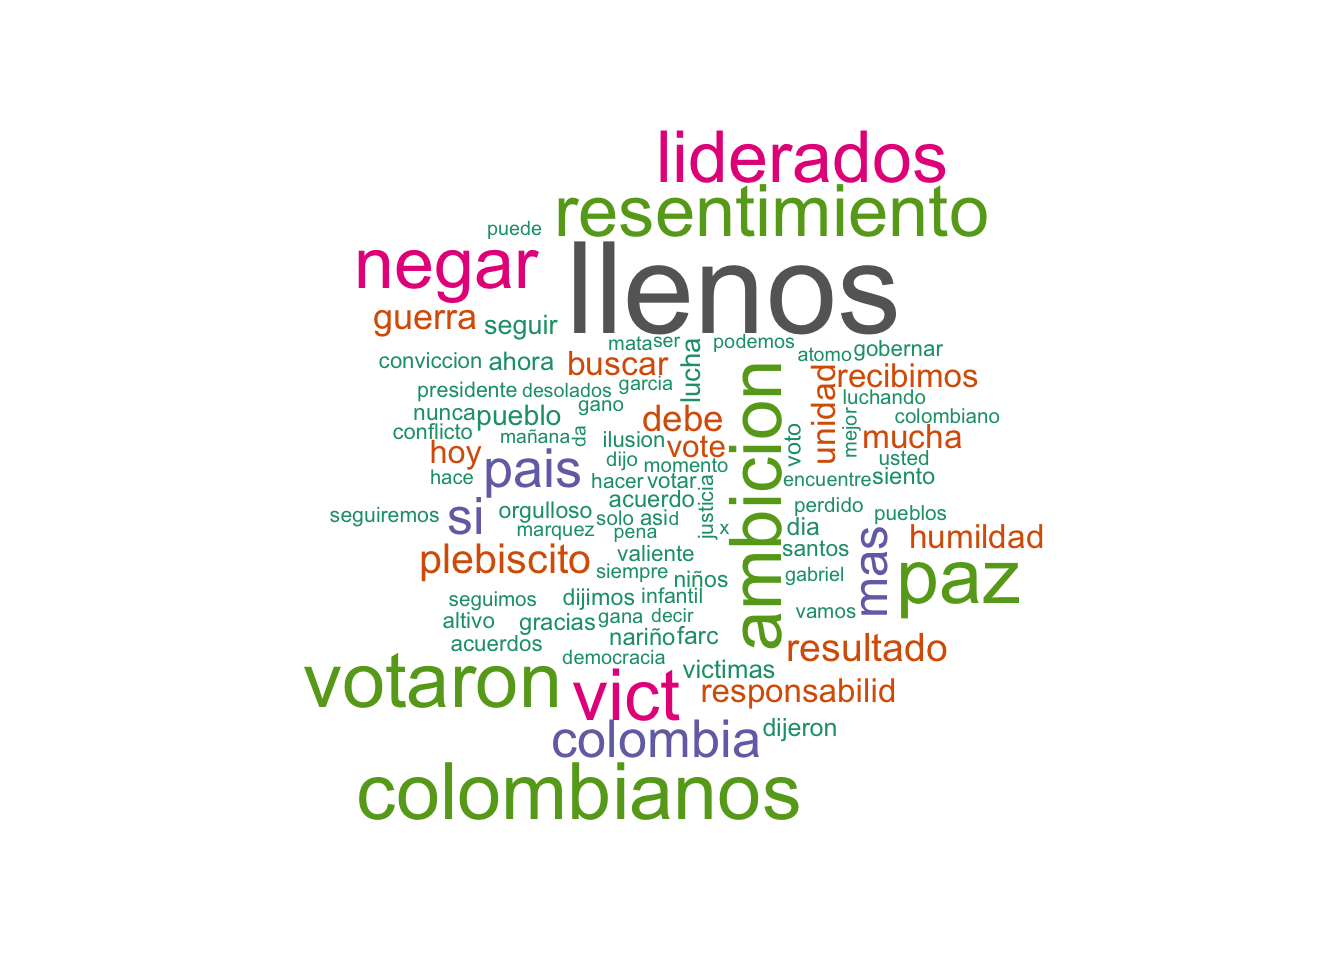 liderados
resentimiento
puede
negar
llenos
guerra
seguir
mata
ser
podemos
atomo
gobernar
conviccion
ahora
buscar
lucha
unidad
recibimos
presidente
desolados
garcia
luchando
nunca
pueblo
gano
debe
ambicion
mejor
colombiano
conflicto
mañana
da
ilusion
vote
voto
mucha
hoy
pais
dijo
momento
usted
hace
hacer
votar
encuentre
siento
seguiremos
si
orgulloso
acuerdo
justicia
perdido
pueblos
marquez
solo
asid
pena
x
dia
mas
humildad
plebiscito
valiente
santos
paz
siempre
niños
gabriel
seguimos
dijimos
infantil
vamos
altivo
gracias
gana
decir
acuerdos
nariño
farc
resultado
democracia
victimas
votaron
vict
responsabilid
colombia
dijeron
colombianos